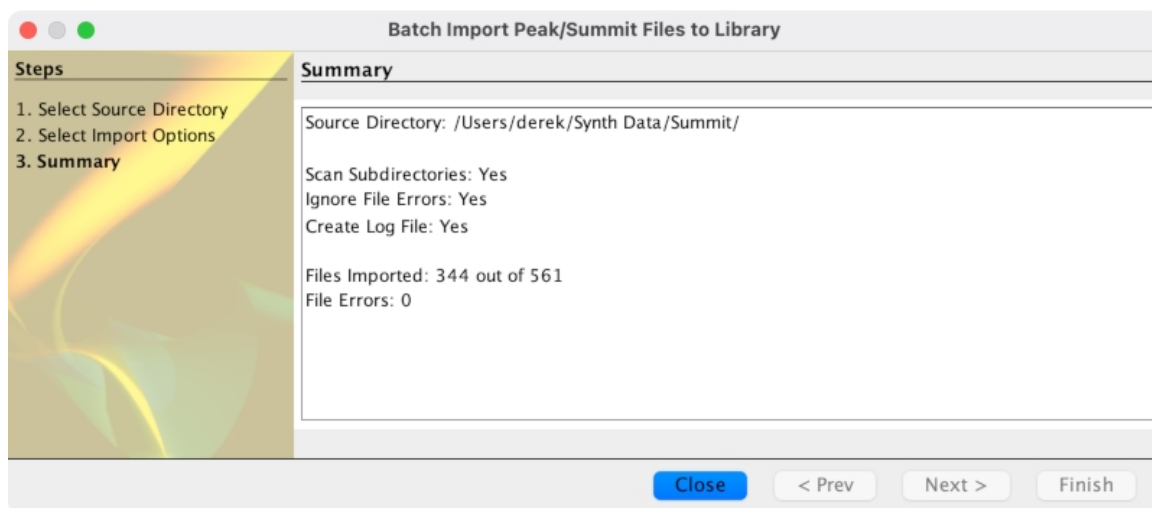 Batch Import Peak/Summit Files to Library
Steps
1. Select Source Directory
2. Select Import Options
3. Summary
Summary
Source Directory: /Users/derek/Synth Data/Summit/
Scan Subdirectories: Yes
Ignore File Errors: Yes
Create Log File: Yes
Files Imported: 344 out of 561
File Errors: 0
Close
< Prev
Next >
Finish